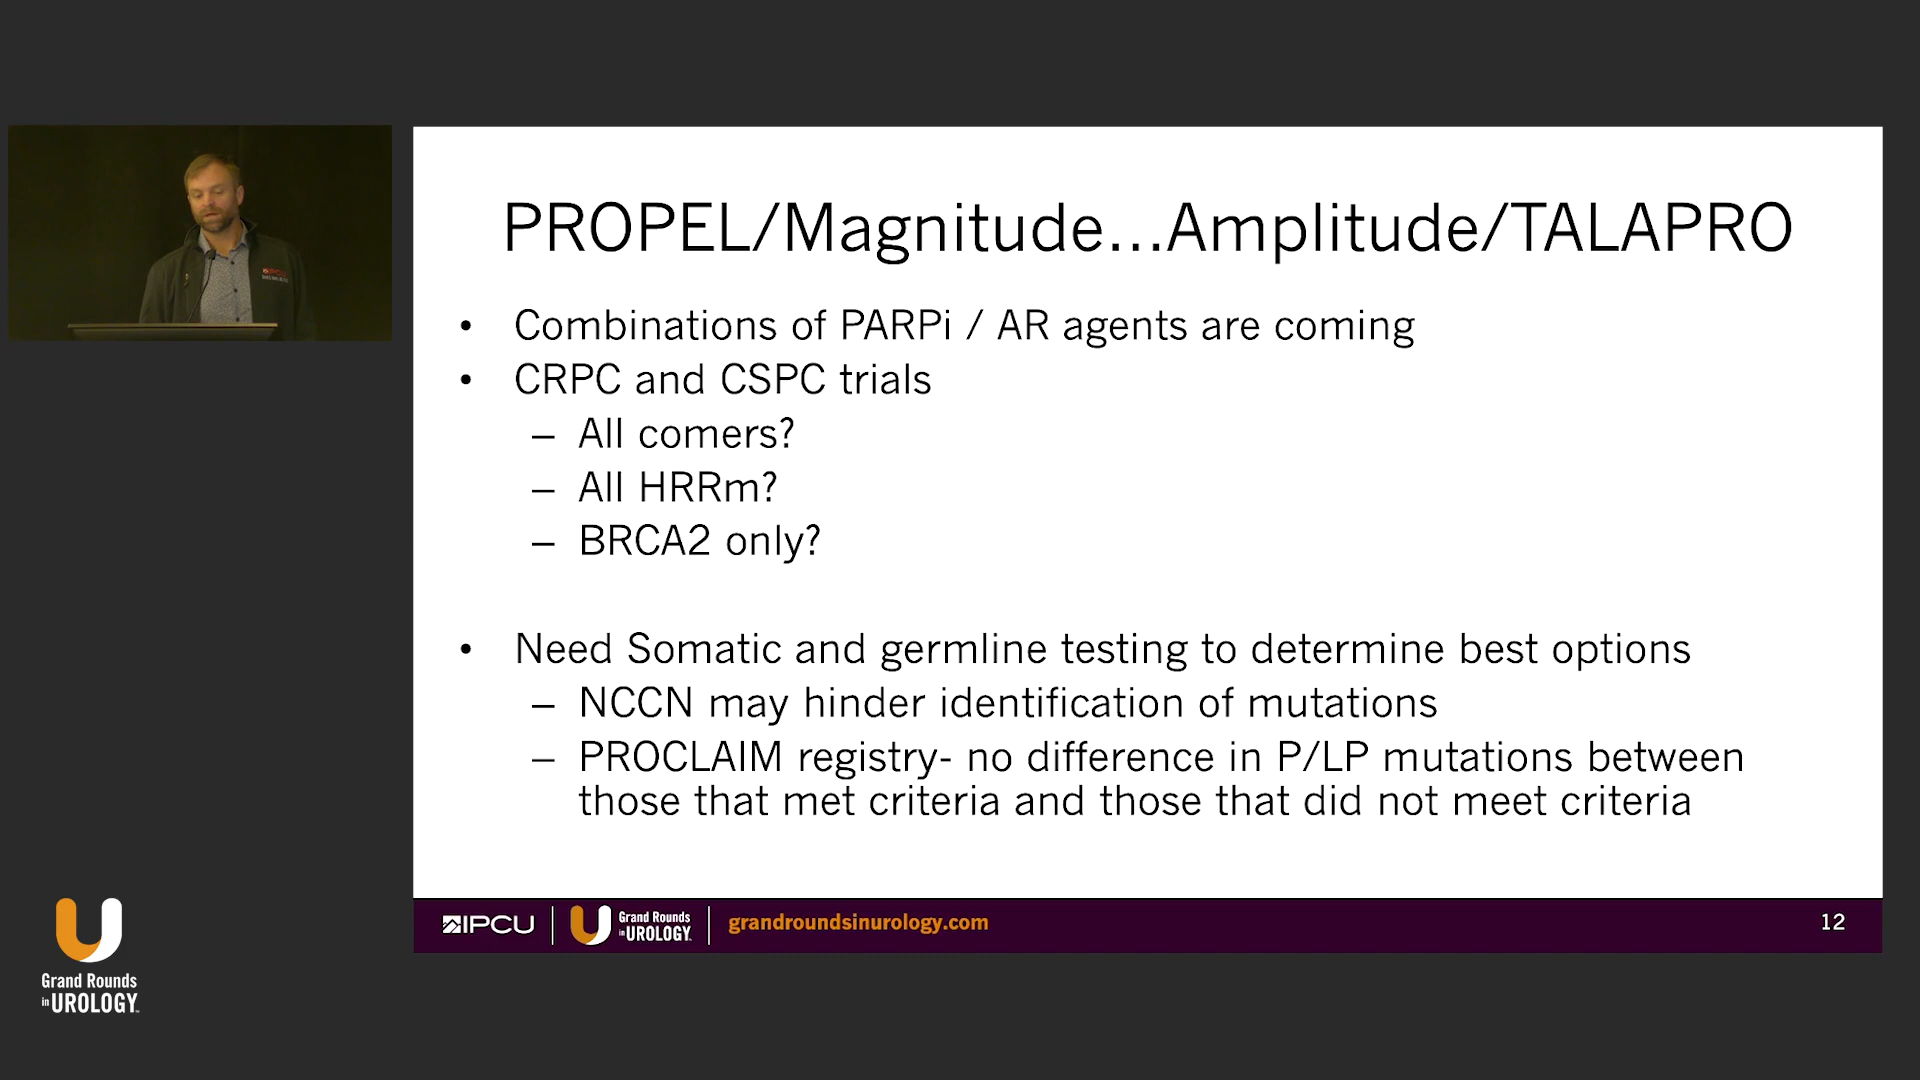 PROPEL/Magnitude...Amplitude/TALAPRO
• Combinations of PARPi / AR agents are coming
• CRPC and CSPC trials
– All comers?
– All HRRm?
– BRCA2 only?
• Need Somatic and germline testing to determine best options
– NCCN may hinder identification of mutations
– PROCLAIM registry- no difference in P/LP mutations between
those that met criteria and those that did not meet criteria
IPCU
Grand Rounds
in UROLOGY
grandroundsinurology.com
12
Grand Rounds
in UROLOGY